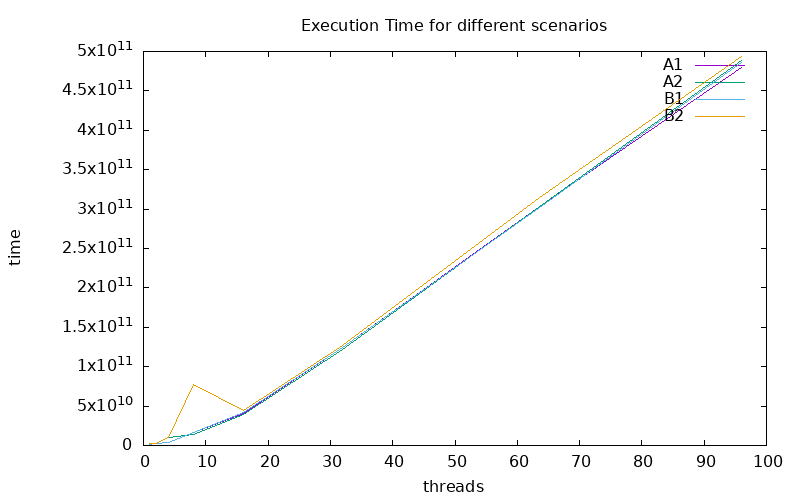 Execution Time for different scenarios
5x10^11
4.5x10^11
4x10^11
3.5x10^11
3x10^11
2.5x10^11
2x10^11
1.5x10^11
1x10^11
5x10^10
0
time
A1
A2
B1
B2
0 10 20 30 40 50 60 70 80 90 100
threads